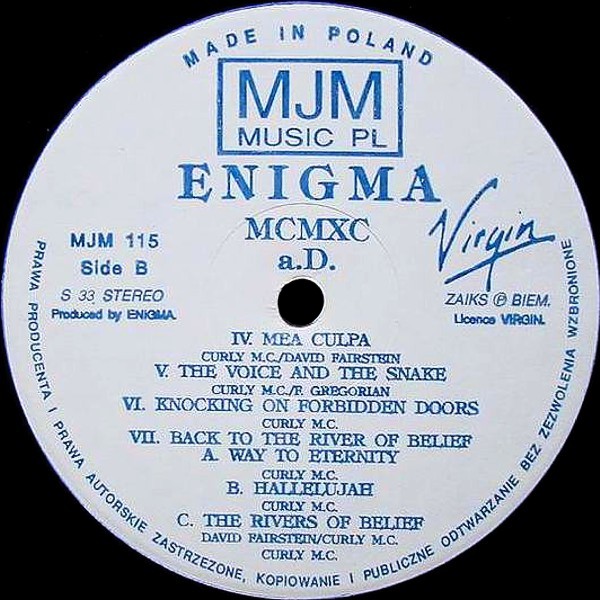 MADE IN POLAND
MJM
MUSIC PL
ENIGMA
MCMXC
a.D.
Virgin
MJM 115
Side B
S 33 STEREO
Produced by ENIGMA.
ZAIKS Ⓟ BIEM.
Licence VIRGIN.
IV. MEA CULPA
CURLY M.C./DAVID FAIRSTEIN
V. THE VOICE AND THE SNAKE
CURLY M.C./F. GREGORIAN
VI. KNOCKING ON FORBIDDEN DOORS
CURLY M.C.
VII. BACK TO THE RIVER OF BELIEF
A. WAY TO ETERNITY
CURLY M.C.
B. HALLELUJAH
CURLY M.C.
C. THE RIVERS OF BELIEF
DAVID FAIRSTEIN/CURLY M.C.
CURLY M.C.
PRAWA PRODUCENTA I PRAWA AUTORSKIE ZASTRZEZONE, KOPIOWANIE I PUBLICZNE ODTWARZANIE BEZ ZEZWOLENIA WZBRONIONE